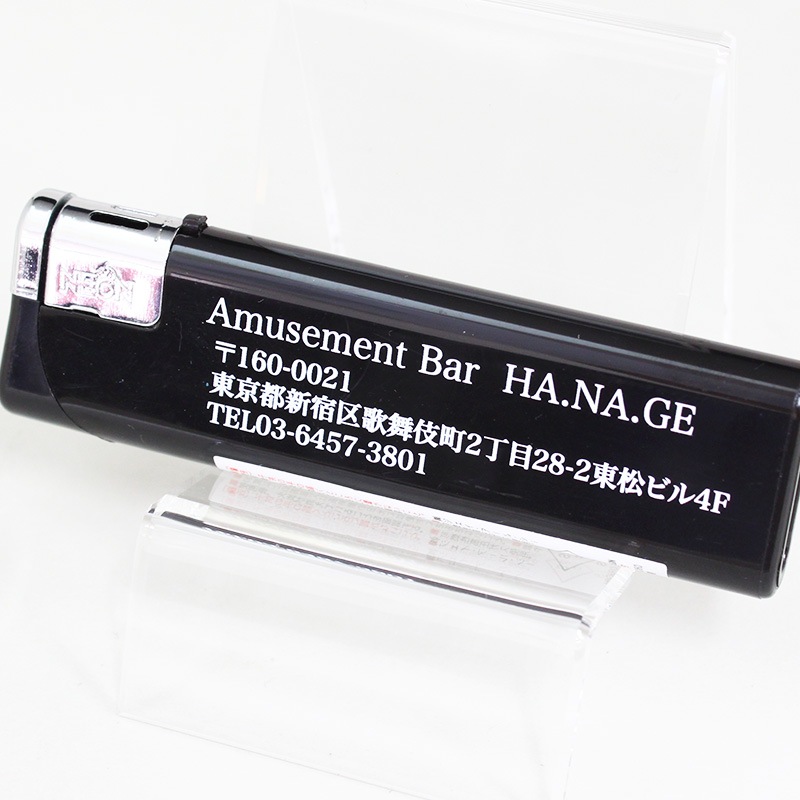 NEON
Amusement Bar HA.NA.GE
〒160-0021
東京都新宿区歌舞伎町2丁目28-2東松ビル4F
TEL03-6457-3801